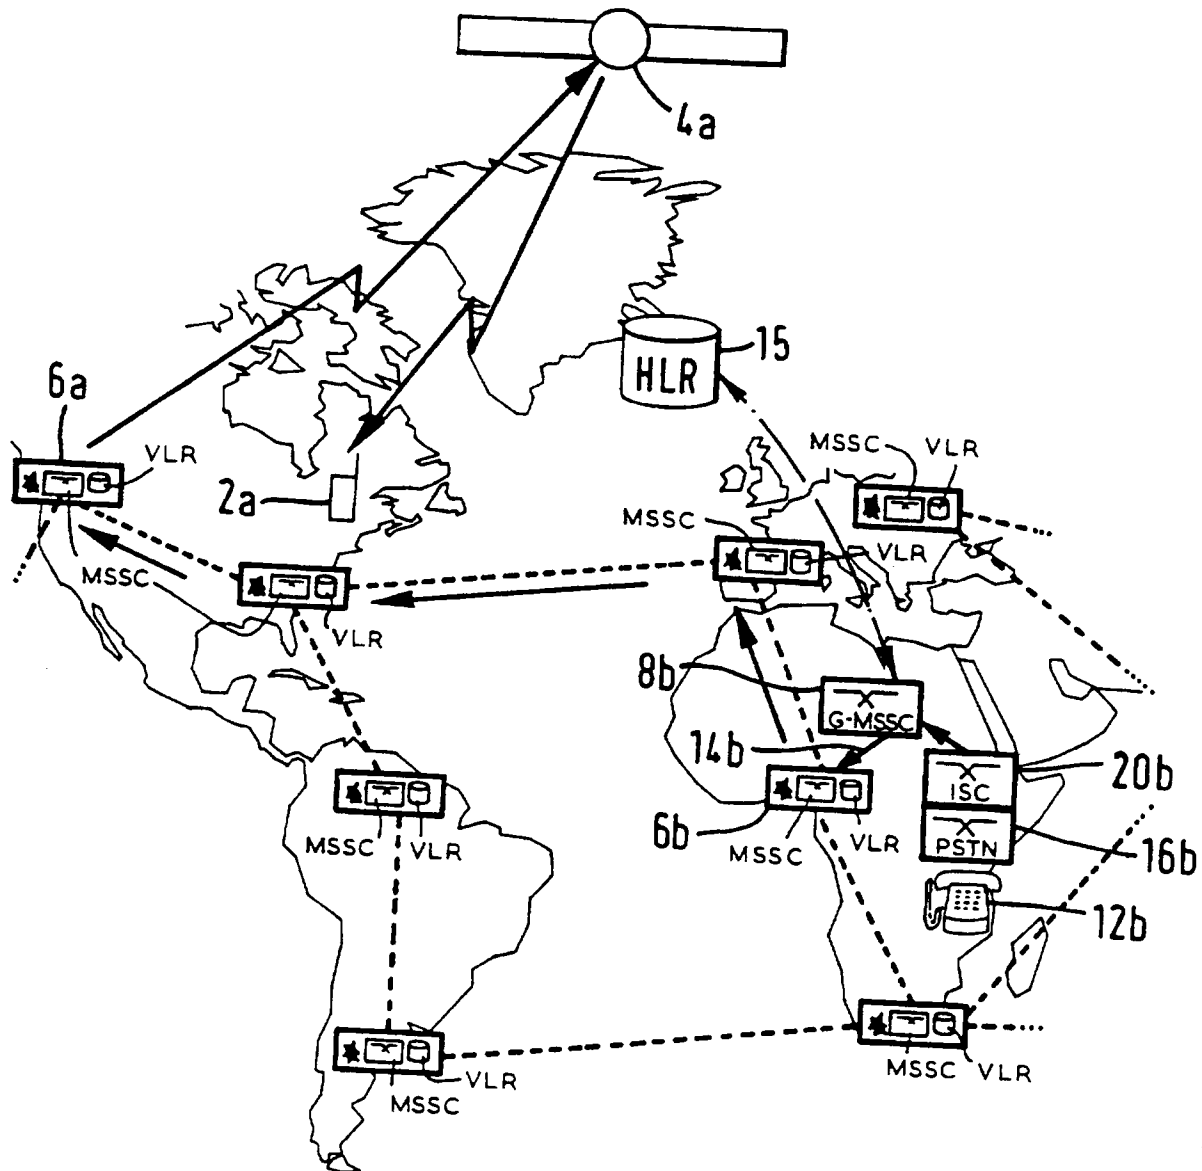 4a
15
HLR
6a
VLR
2a
MSSC
VLR
MSSC
VLR
MSSC
VLR
8b
G-MSSC
14b
20b
ISC
6b
MSSC
VLR
PSTN
16b
MSSC
VLR
12b
VLR
MSSC
MSSC
VLR